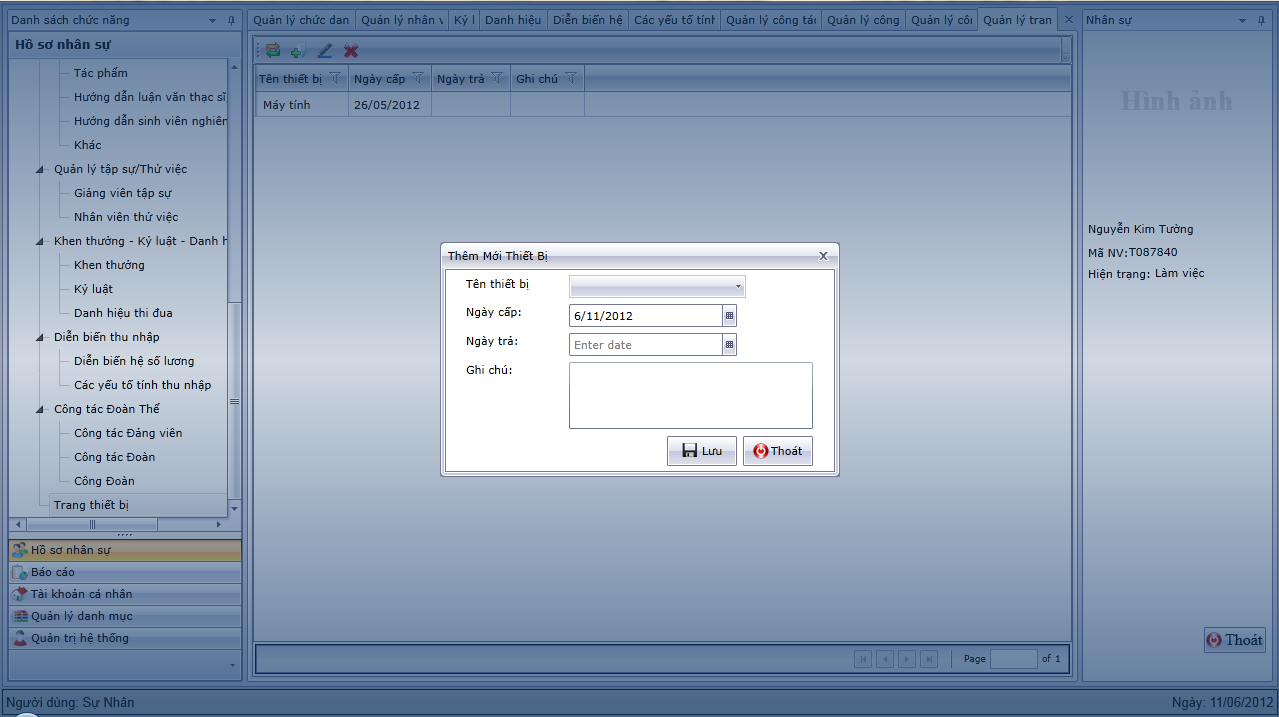 Danh sách chức năng
Hồ sơ nhân sự
Tác phẩm
Hướng dẫn luận văn thạc sĩ,
Hướng dẫn sinh viên nghiên
Khác
Quản lý tập sự/Thử việc
Giảng viên tập sự
Nhân viên thử việc
Khen thưởng - Kỷ luật - Danh h
Khen thưởng
Kỷ luật
Danh hiệu thi đua
Diễn biến thu nhập
Diễn biến hệ số lương
Các yếu tố tính thu nhập
Công tác Đoàn Thể
Công tác Đảng viên
Công tác Đoàn
Công Đoàn
Trang thiết bị
Hồ sơ nhân sự
Báo cáo
Tài khoản cá nhân
Quản lý danh mục
Quản trị hệ thống
Quản lý chức dan Quản lý nhân v Kỷ l Danh hiệu Diễn biến hệ Các yếu tố tính Quản lý công tác Quản lý công Quản lý côn Quản lý tran
Tên thiết bị Ngày cấp Ngày trả Ghi chú
Máy tính 26/05/2012
Thêm Mới Thiết Bị
Tên thiết bị
Ngày cấp: 6/11/2012
Ngày trả: Enter date
Ghi chú:
Lưu Thoát
Page of 1
Nhân sự
Hình ảnh
Nguyễn Kim Tường
Mã NV:T087840
Hiện trạng: Làm việc
Thoát
Người dùng: Sự Nhân Ngày: 11/06/2012